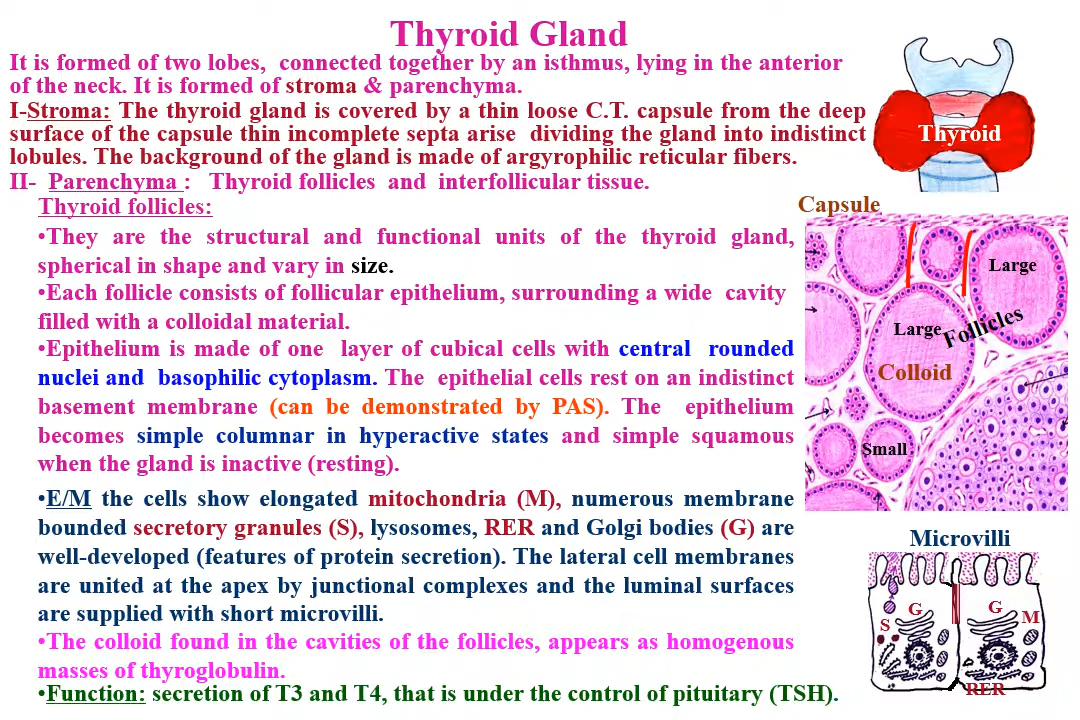 Thyroid Gland
It is formed of two lobes, connected together by an isthmus, lying in the anterior
of the neck. It is formed of stroma & parenchyma.
I-Stroma: The thyroid gland is covered by a thin loose C.T. capsule from the deep
surface of the capsule thin incomplete septa arise dividing the gland into indistinct
lobules. The background of the gland is made of argyrophilic reticular fibers.
II- Parenchyma : Thyroid follicles and interfollicular tissue.
Thyroid follicles:
•They are the structural and functional units of the thyroid gland,
spherical in shape and vary in size.
•Each follicle consists of follicular epithelium, surrounding a wide cavity
filled with a colloidal material.
•Epithelium is made of one layer of cubical cells with central rounded
nuclei and basophilic cytoplasm. The epithelial cells rest on an indistinct
basement membrane (can be demonstrated by PAS). The epithelium
becomes simple columnar in hyperactive states and simple squamous
when the gland is inactive (resting).
•E/M the cells show elongated mitochondria (M), numerous membrane
bounded secretory granules (S), lysosomes, RER and Golgi bodies (G) are
well-developed (features of protein secretion). The lateral cell membranes
are united at the apex by junctional complexes and the luminal surfaces
are supplied with short microvilli.
•The colloid found in the cavities of the follicles, appears as homogenous
masses of thyroglobulin.
•Function: secretion of T3 and T4, that is under the control of pituitary (TSH).
Thyroid
Capsule
Large
Large
Follicles
Colloid
Small
Microvilli
G
G
S
M
RER